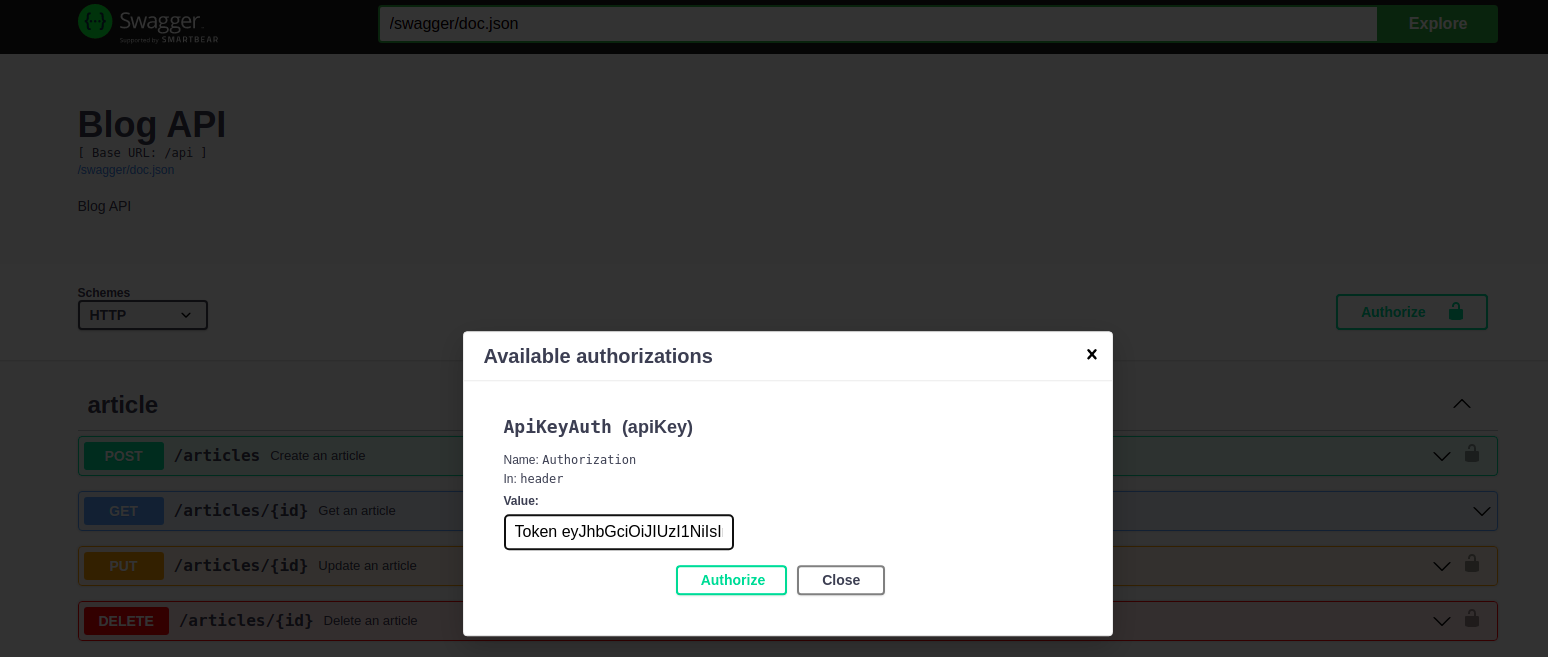 Swagger.
Supported by SMARTBEAR
/swagger/doc.json
Explore
Blog API
[ Base URL: /api ]
/swagger/doc.json
Blog API
Schemes
HTTP
Authorize
Available authorizations
ApiKeyAuth (apiKey)
Name: Authorization
In: header
Value:
Token eyJhbGciOiJIUzI1NiIsI
Authorize Close
article
POST /articles Create an article
GET /articles/{id} Get an article
PUT /articles/{id} Update an article
DELETE /articles/{id} Delete an article